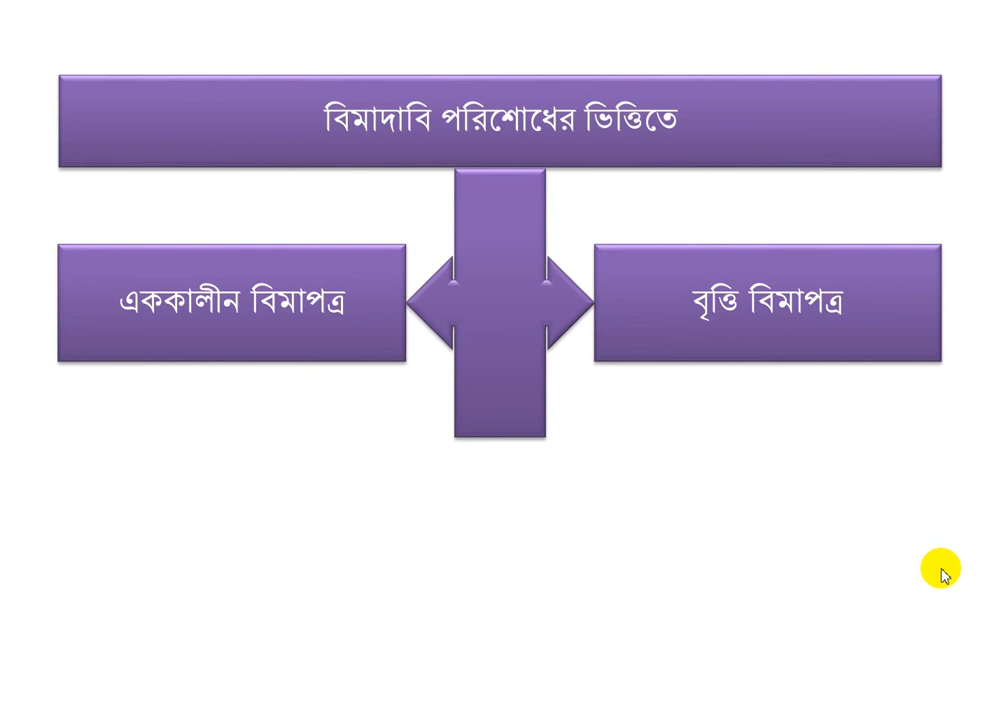 বিমাদাবি পরিশোধের ভিত্তিতে
এককালীন বিমাপত্র
বৃত্তি বিমাপত্র